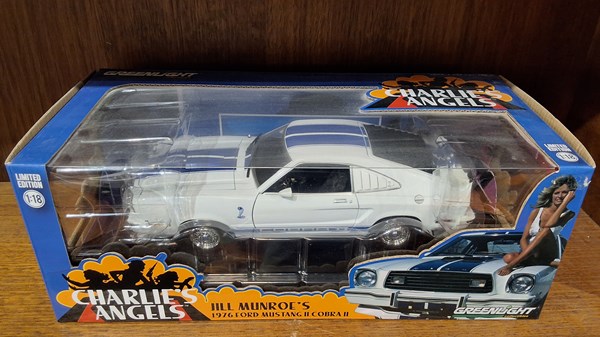 GREENLIGHT
CHARLIE'S
ANGELS
LIMITED
EDITION
1:18
LIMITED
EDITION
1:18
CHARLIE'S
ANGELS
JILL MUNROE'S
1976 FORD MUSTANG II COBRA II
GREENLIGHT